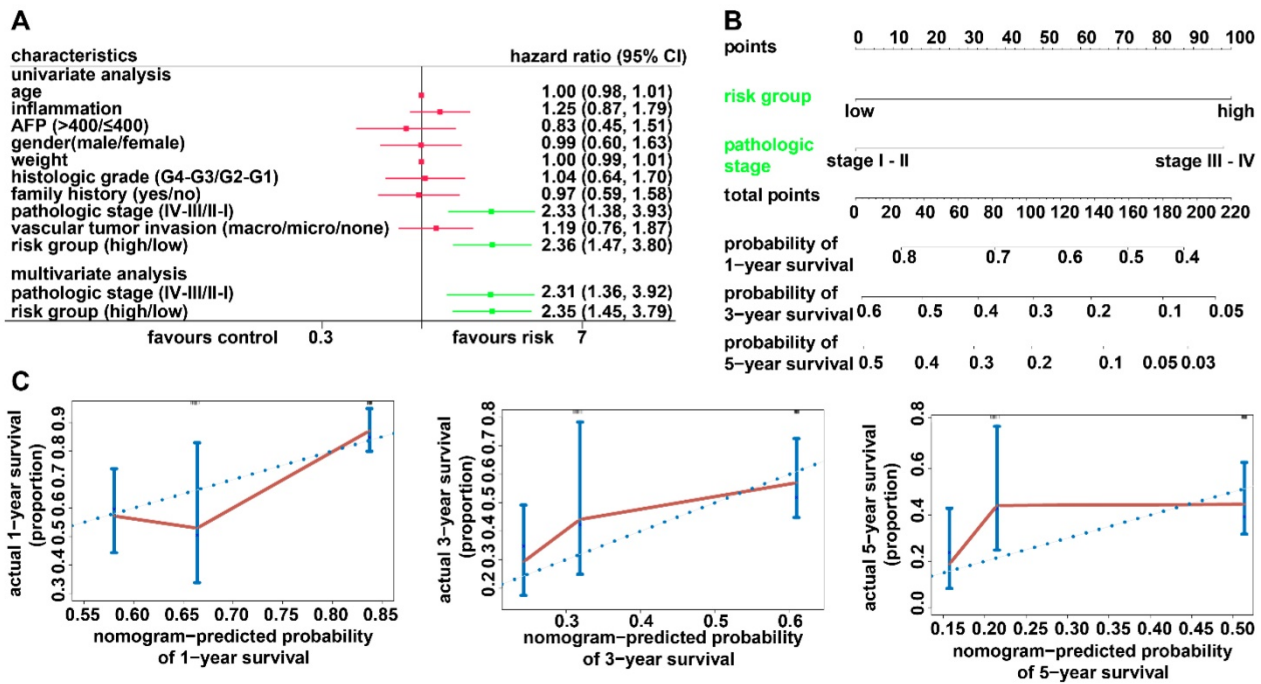 A
characteristics hazard ratio (95% CI)
univariate analysis
age 1.00 (0.98, 1.01)
inflammation 1.25 (0.87, 1.79)
AFP (>400/≤400) 0.83 (0.45, 1.51)
gender(male/female) 0.99 (0.60, 1.63)
weight 1.00 (0.99, 1.01)
histologic grade (G4-G3/G2-G1) 1.04 (0.64, 1.70)
family history (yes/no) 0.97 (0.59, 1.58)
pathologic stage (IV-III/II-I) 2.33 (1.38, 3.93)
vascular tumor invasion (macro/micro/none) 1.19 (0.76, 1.87)
risk group (high/low) 2.36 (1.47, 3.80)
multivariate analysis
pathologic stage (IV-III/II-I) 2.31 (1.36, 3.92)
risk group (high/low) 2.35 (1.45, 3.79)
favours control 0.3 favours risk 7
B
0 10 20 30 40 50 60 70 80 90 100
points
risk group
low high
pathologic
stage
stage I - II stage III - IV
total points
0 20 40 60 80 100 120 140 160 180 200 220
probability of
1-year survival
0.8 0.7 0.6 0.5 0.4
probability of
3-year survival
0.6 0.5 0.4 0.3 0.2 0.1 0.05
probability of
5-year survival
0.5 0.4 0.3 0.2 0.1 0.05 0.03
C
actual 1-year survival
(proportion)
0.3 0.4 0.5 0.6 0.7 0.8 0.9
0.55 0.60 0.65 0.70 0.75 0.80 0.85
nomogram-predicted probability
of 1-year survival
actual 3-year survival
(proportion)
0.2 0.3 0.4 0.5 0.6 0.7 0.8
0.3 0.4 0.5 0.6
nomogram-predicted probability
of 3-year survival
actual 5-year survival
(proportion)
0.0 0.2 0.4 0.6 0.8
0.15 0.20 0.25 0.30 0.35 0.40 0.45 0.50
nomogram-predicted probability
of 5-year survival